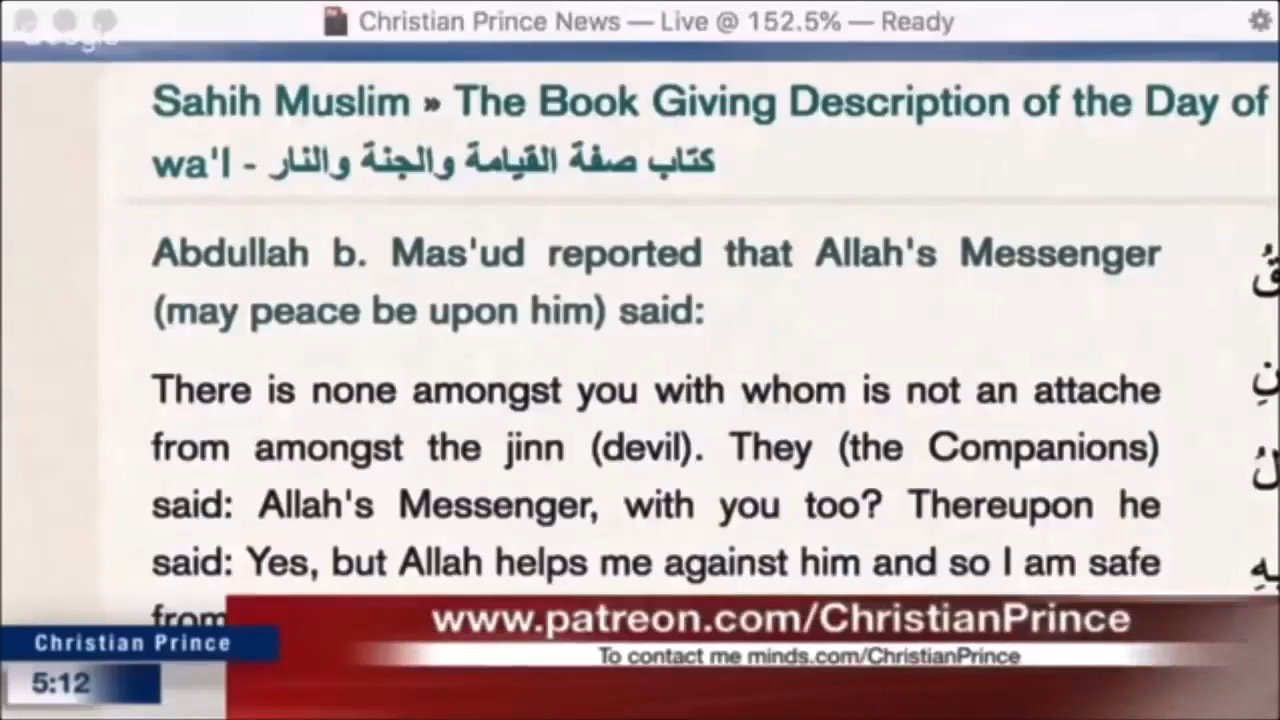 Christian Prince News — Live @ 152.5% — Ready
Google
Sahih Muslim » The Book Giving Description of the Day of
wa'l - كتاب صفة القيامة والجنة والنار
Abdullah b. Mas'ud reported that Allah's Messenger
(may peace be upon him) said:
There is none amongst you with whom is not an attache
from amongst the jinn (devil). They (the Companions)
said: Allah's Messenger, with you too? Thereupon he
said: Yes, but Allah helps me against him and so I am safe
from
www.patreon.com/ChristianPrince
To contact me minds.com/ChristianPrince
Christian Prince
5:12